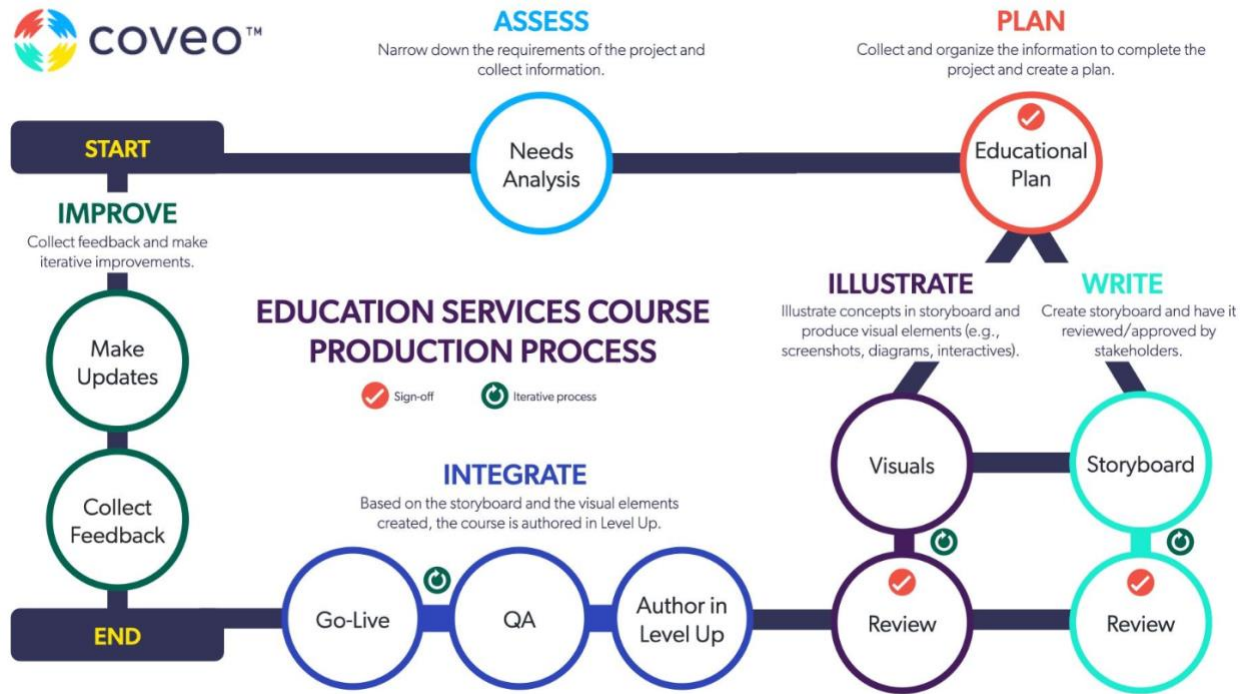 coveo™
ASSESS
Narrow down the requirements of the project and
collect information.
PLAN
Collect and organize the information to complete the
project and create a plan.
START
Needs
Analysis
Educational
Plan
IMPROVE
Collect feedback and make
iterative improvements.
EDUCATION SERVICES COURSE
PRODUCTION PROCESS
Sign-off
Iterative process
ILLUSTRATE
Illustrate concepts in storyboard and
produce visual elements (e.g.,
screenshots, diagrams, interactives).
WRITE
Create storyboard and have it
reviewed/approved by
stakeholders.
Make
Updates
Visuals
Storyboard
Collect
Feedback
INTEGRATE
Based on the storyboard and the visual elements
created, the course is authored in Level Up.
END
Go-Live
QA
Author in
Level Up
Review
Review